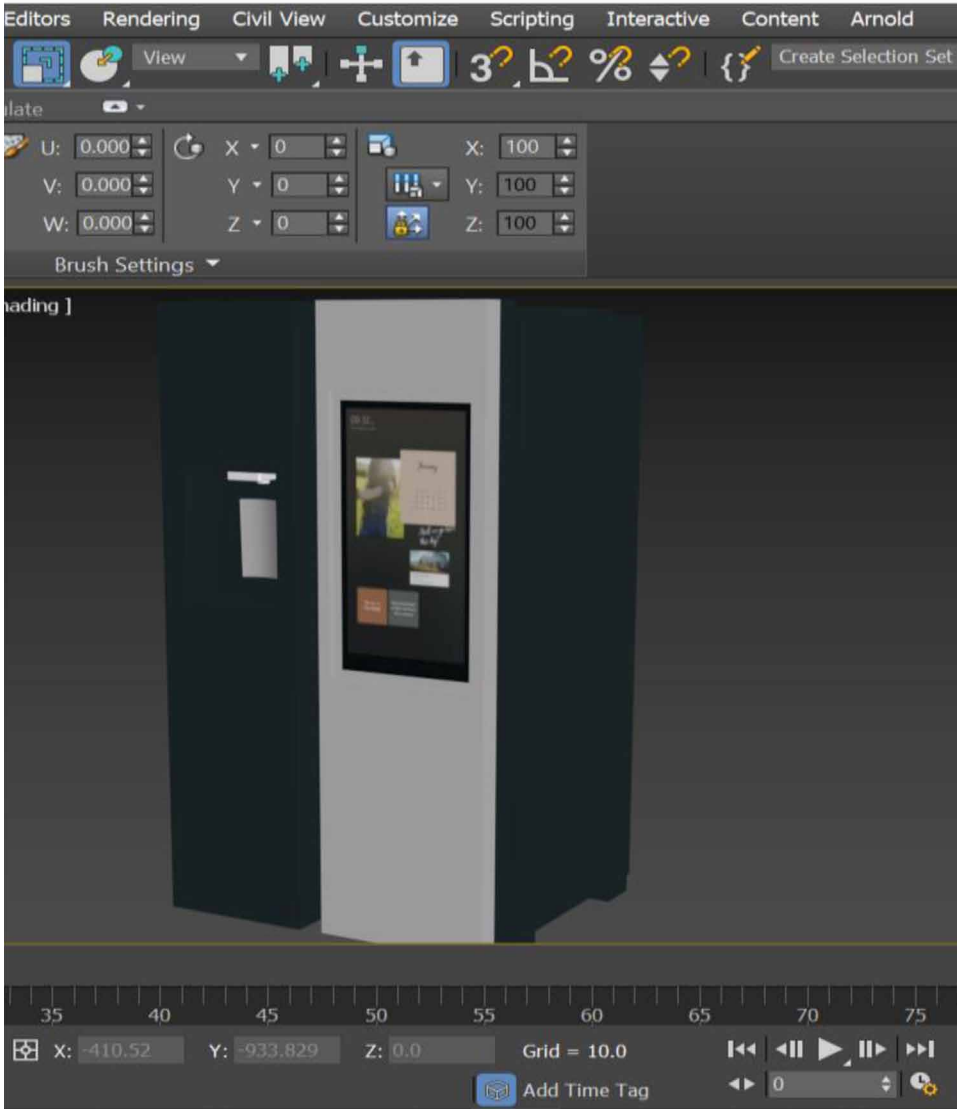 Editors Rendering Civil View Customize Scripting Interactive Content Arnold
View 3 % Create Selection Set
ulate
U: 0.000 X 0 X: 100
V: 0.000 Y 0 Y: 100
W: 0.000 Z 0 Z: 100
Brush Settings
hading ]
35 40 45 50 55 60 65 70 75
X: -410.52 Y: -933.829 Z: 0.0 Grid = 10.0
Add Time Tag 0